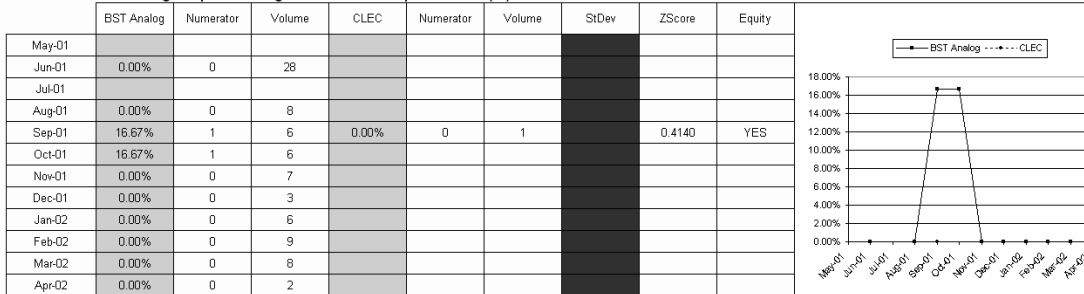 BST Analog Numerator Volume CLEC Numerator Volume StDev ZScore Equity
May-01
Jun-01 0.00% 0 28
Jul-01
Aug-01 0.00% 0 8
Sep-01 16.67% 1 6 0.00% 0 1 0.4140 YES
Oct-01 16.67% 1 6
Nov-01 0.00% 0 7
Dec-01 0.00% 0 3
Jan-02 0.00% 0 6
Feb-02 0.00% 0 9
Mar-02 0.00% 0 8
Apr-02 0.00% 0 2
BST Analog CLEC
18.00%
16.00%
14.00%
12.00%
10.00%
8.00%
6.00%
4.00%
2.00%
0.00%
May-01 Jun-01 Jul-01 Aug-01 Sep-01 Oct-01 Nov-01 Dec-01 Jan-02 Feb-02 Mar-02 Apr-02